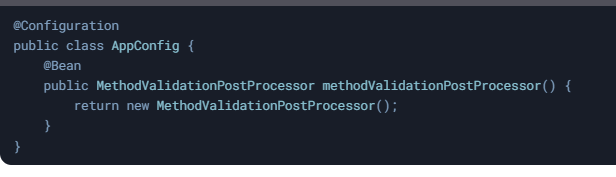 @Configuration
public class AppConfig {
    @Bean
    public MethodValidationPostProcessor methodValidationPostProcessor() {
        return new MethodValidationPostProcessor();
    }
}